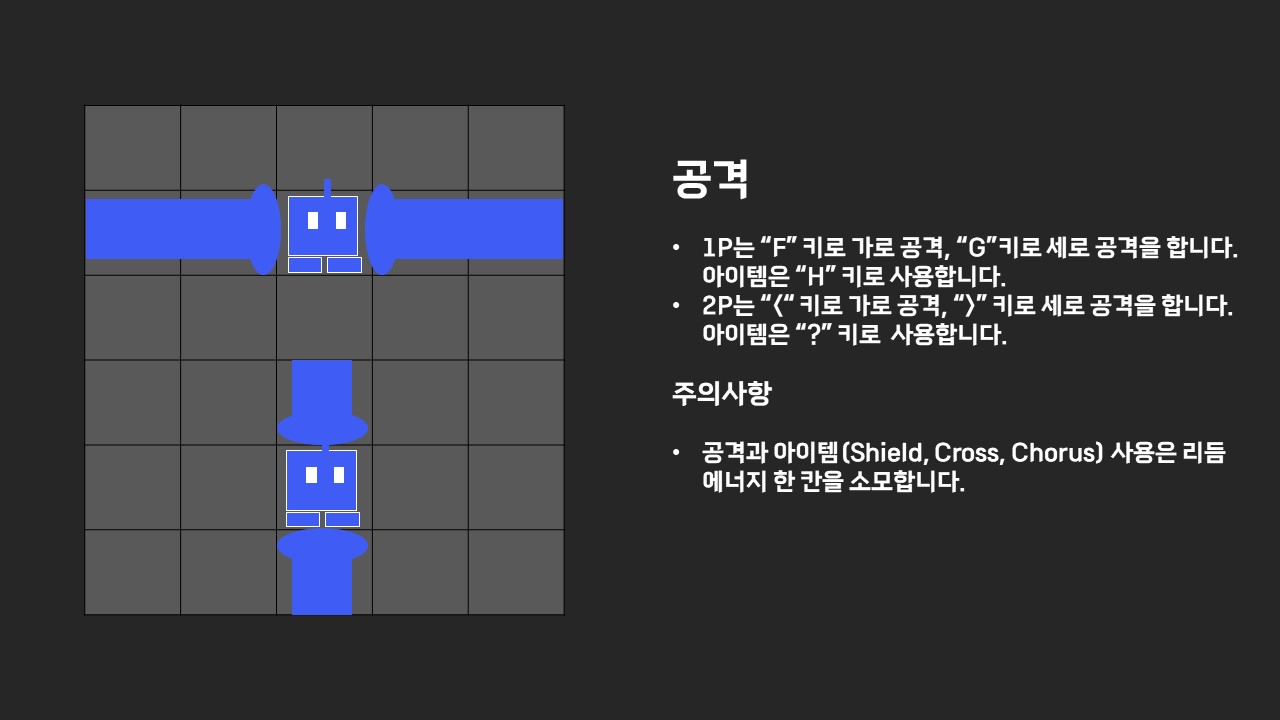 공격
• 1P는 “F” 키로 가로 공격, “G”키로 세로 공격을 합니다.
아이템은 “H” 키로 사용합니다.
• 2P는 “〈“ 키로 가로 공격, “〉” 키로 세로 공격을 합니다.
아이템은 “?” 키로  사용합니다.
주의사항
• 공격과 아이템(Shield, Cross, Chorus) 사용은 리듬
에너지 한 칸을 소모합니다.